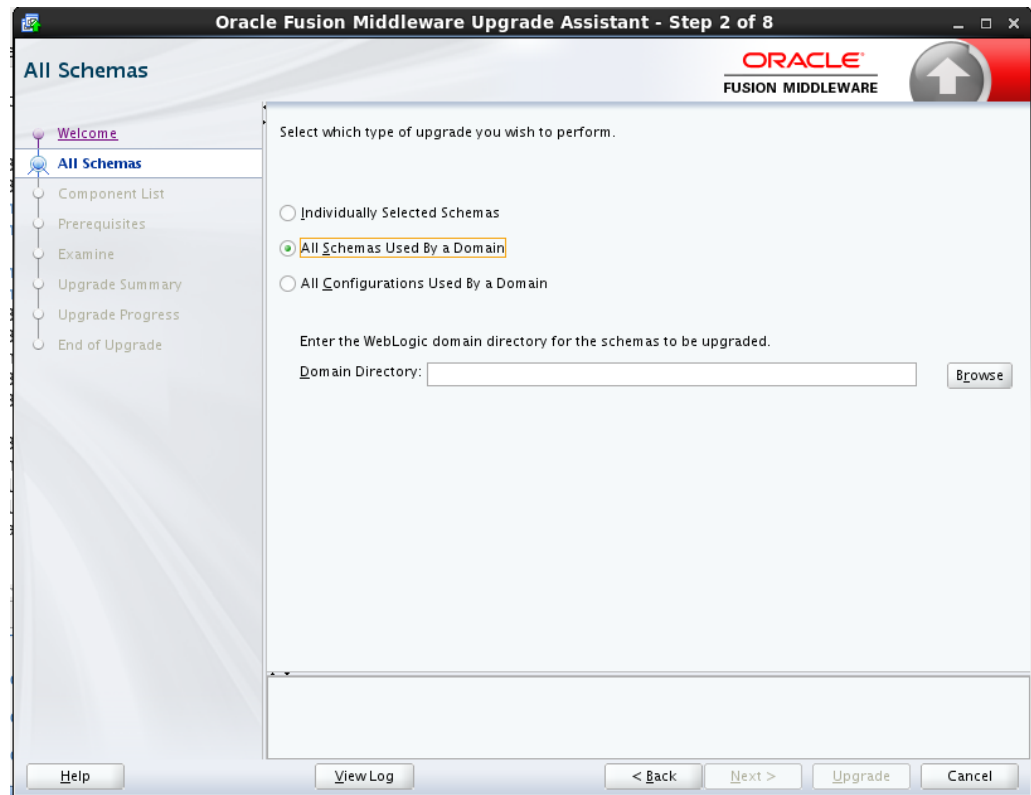 Oracle Fusion Middleware Upgrade Assistant - Step 2 of 8
All Schemas
ORACLE
FUSION MIDDLEWARE
Welcome
All Schemas
Component List
Prerequisites
Examine
Upgrade Summary
Upgrade Progress
End of Upgrade
Select which type of upgrade you wish to perform.
Individually Selected Schemas
All Schemas Used By a Domain
All Configurations Used By a Domain
Enter the WebLogic domain directory for the schemas to be upgraded.
Domain Directory: Browse
Help View Log < Back Next > Upgrade Cancel